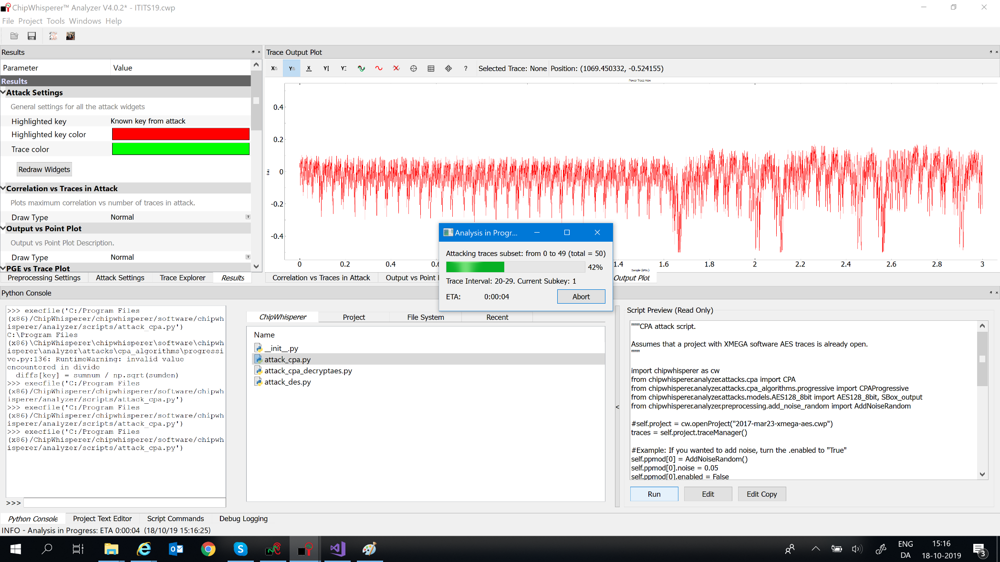 ChipWhisperer™ Analyzer V4.0.2* - ITITS19.cwp
File Project Tools Windows Help
Results
Parameter Value
Results
Attack Settings
General settings for all the attack widgets
Highlighted key Known key from attack
Highlighted key color
Trace color
Redraw Widgets
Correlation vs Traces in Attack
Plots maximum correlation vs number of traces in attack.
Draw Type Normal ?
Output vs Point Plot
Output vs Point Plot Description.
Draw Type Normal ?
PGE vs Trace Plot
Preprocessing Settings Attack Settings Trace Explorer Results
Trace Output Plot
X Y X Y Y ? Selected Trace: None Position: (1069.450332, -0.524155)
Power Trace View
0.4
0.2
0
-0.2
-0.4
Data
0 0.2 0.4 0.6 1.4 1.6 1.8 2 2.2 2.4 2.6 2.8 3
Sample (kPts.)
Correlation vs Traces in Attack Output vs Point Output Plot
Analysis in Progr...
Attacking traces subset: from 0 to 49 (total = 50)
42%
Trace Interval: 20-29. Current Subkey: 1
ETA: 0:00:04 Abort
Python Console
>>> execfile('C:/Program Files
(x86)/ChipWhisperer/chipwhisperer/software/chipwh
isperer/analyzer/scripts/attack_cpa.py')
C:\Program Files
(x86)\ChipWhisperer\chipwhisperer\software\chipwh
isperer\analyzer\attacks\cpa_algorithms\progressi
ve.py:136: RuntimeWarning: invalid value
encountered in divide
diffs[key] = sumnum / np.sqrt(sumden)
>>> execfile('C:/Program Files
(x86)/ChipWhisperer/chipwhisperer/software/chipwh
isperer/analyzer/scripts/attack_cpa.py')
>>> execfile('C:/Program Files
(x86)/ChipWhisperer/chipwhisperer/software/chipwh
isperer/analyzer/scripts/attack_cpa.py')
>>> execfile('C:/Program Files
(x86)/ChipWhisperer/chipwhisperer/software/chipwh
isperer/analyzer/scripts/attack_cpa.py')
>>>
ChipWhisperer Project File System Recent
Name
__init__.py
attack_cpa.py
attack_cpa_decryptaes.py
attack_des.py
<
Script Preview (Read Only)
"""CPA attack script.
Assumes that a project with XMEGA software AES traces is already open.
"""
import chipwhisperer as cw
from chipwhisperer.analyzer.attacks.cpa import CPA
from chipwhisperer.analyzer.attacks.cpa_algorithms.progressive import CPAProgressive
from chipwhisperer.analyzer.attacks.models.AES128_8bit import AES128_8bit, SBox_output
from chipwhisperer.analyzer.preprocessing.add_noise_random import AddNoiseRandom
#self.project = cw.openProject("2017-mar23-xmega-aes.cwp")
traces = self.project.traceManager()
#Example: If you wanted to add noise, turn the .enabled to "True"
self.ppmod[0] = AddNoiseRandom()
self.ppmod[0].noise = 0.05
self.ppmod[0].enabled = False
Run Edit Edit Copy
Python Console Project Text Editor Script Commands Debug Logging
INFO - Analysis in Progress: ETA 0:00:04 (18/10/19 15:16:25)
ENG
DA
15:16
18-10-2019
3